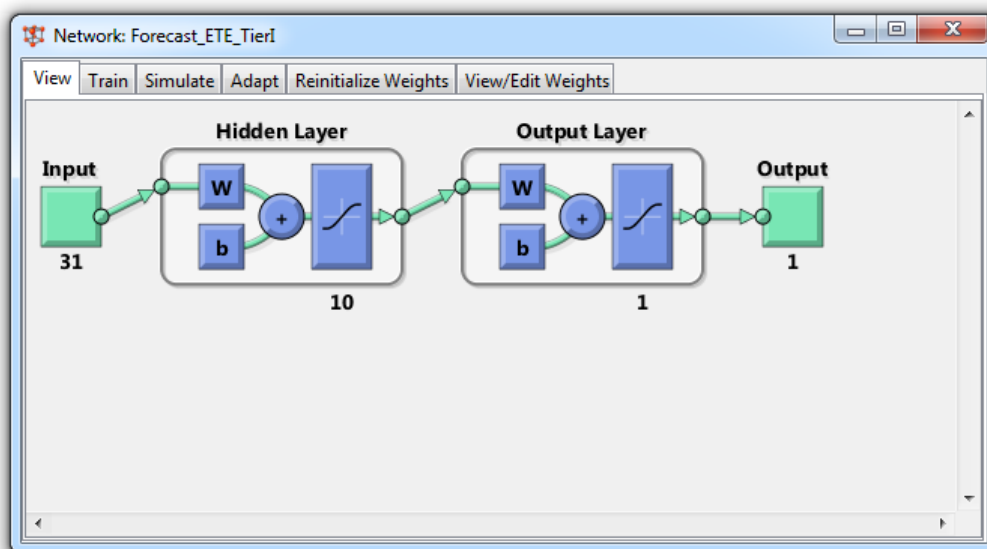 Network: Forecast_ETE_TierI
View Train Simulate Adapt Reinitialize Weights View/Edit Weights
Hidden Layer Output Layer
Input Output
W W
+ +
b b
31 1
10 1